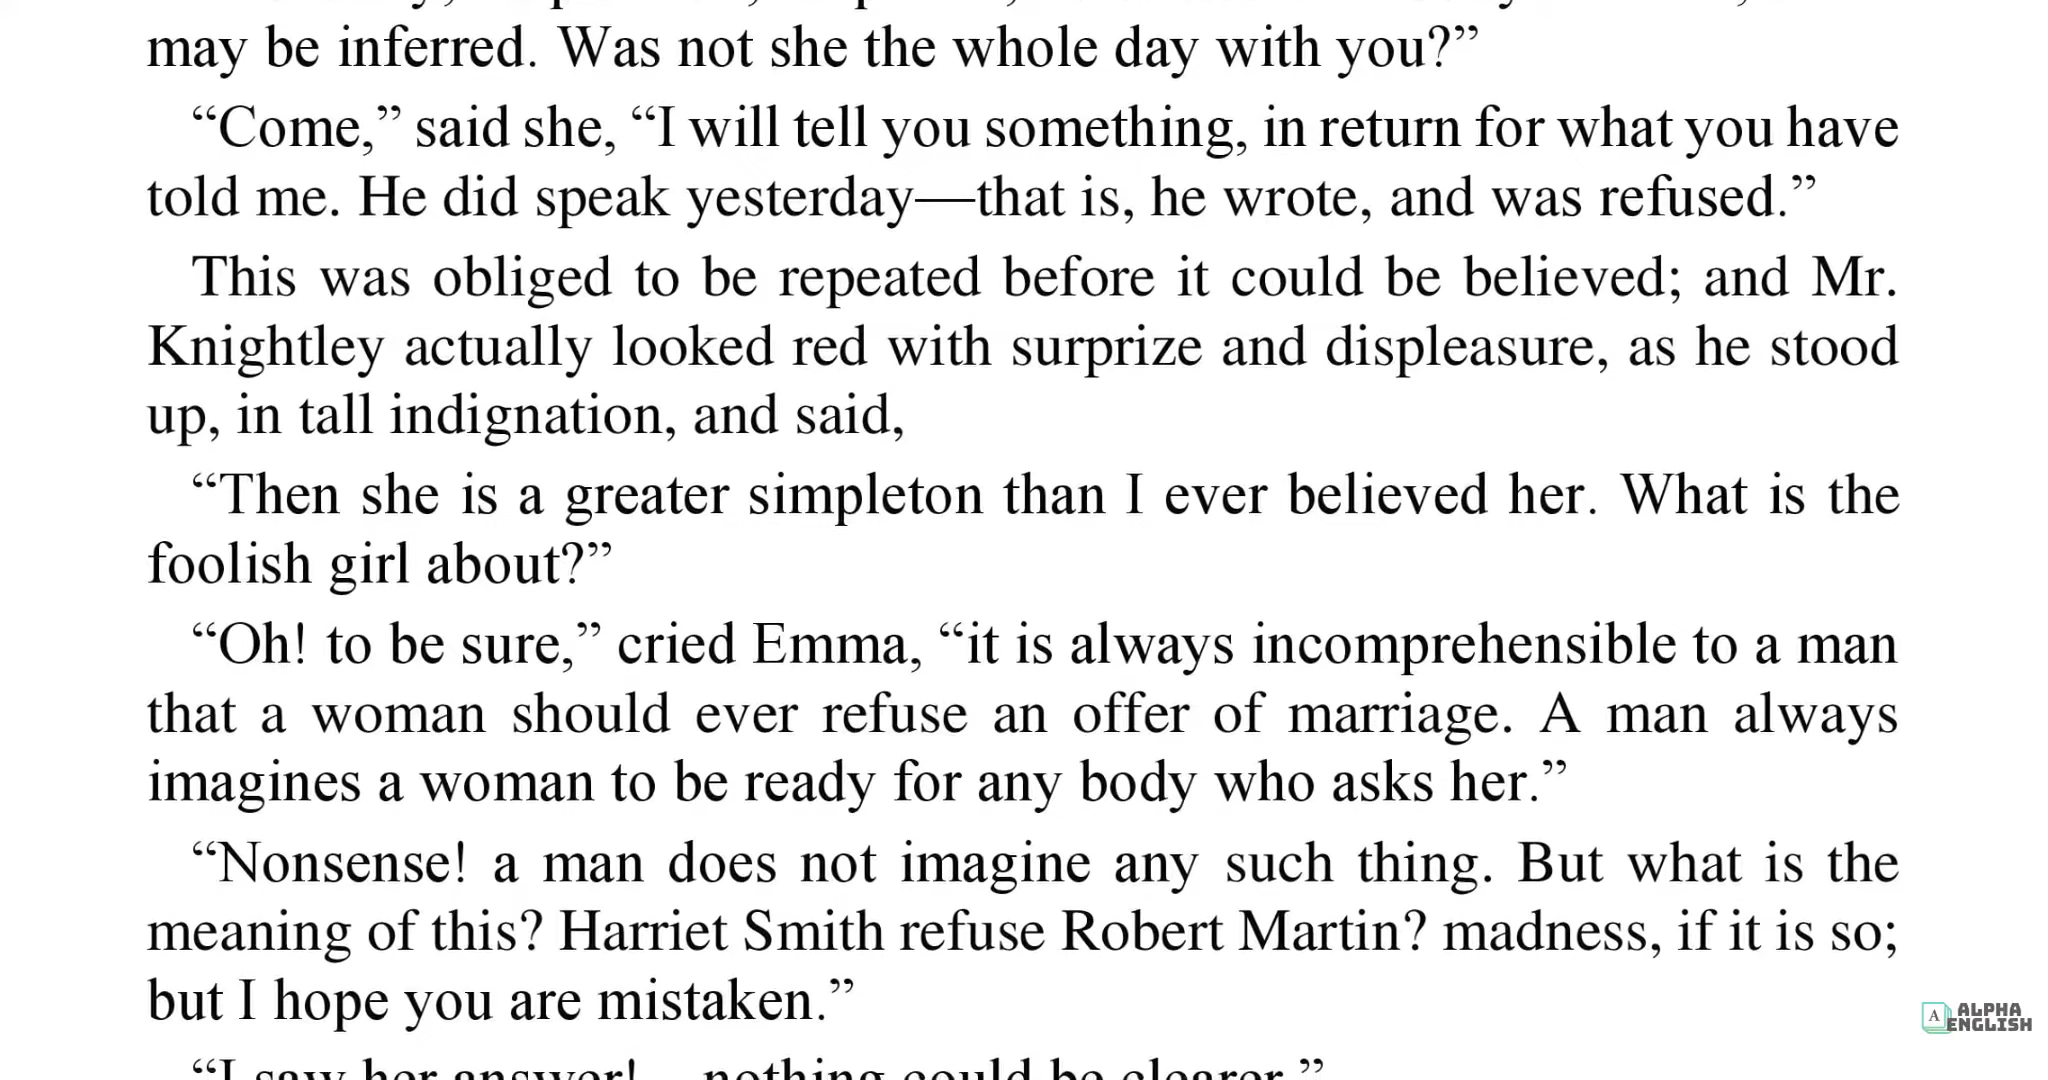 may be inferred. Was not she the whole day with you?”
“Come,” said she, “I will tell you something, in return for what you have
told me. He did speak yesterday—that is, he wrote, and was refused.”
This was obliged to be repeated before it could be believed; and Mr.
Knightley actually looked red with surprize and displeasure, as he stood
up, in tall indignation, and said,
“Then she is a greater simpleton than I ever believed her. What is the
foolish girl about?”
“Oh! to be sure,” cried Emma, “it is always incomprehensible to a man
that a woman should ever refuse an offer of marriage. A man always
imagines a woman to be ready for any body who asks her.”
“Nonsense! a man does not imagine any such thing. But what is the
meaning of this? Harriet Smith refuse Robert Martin? madness, if it is so;
but I hope you are mistaken.”
“I saw her answer!—nothing could be clearer.”
A ALPHA
ENGLISH